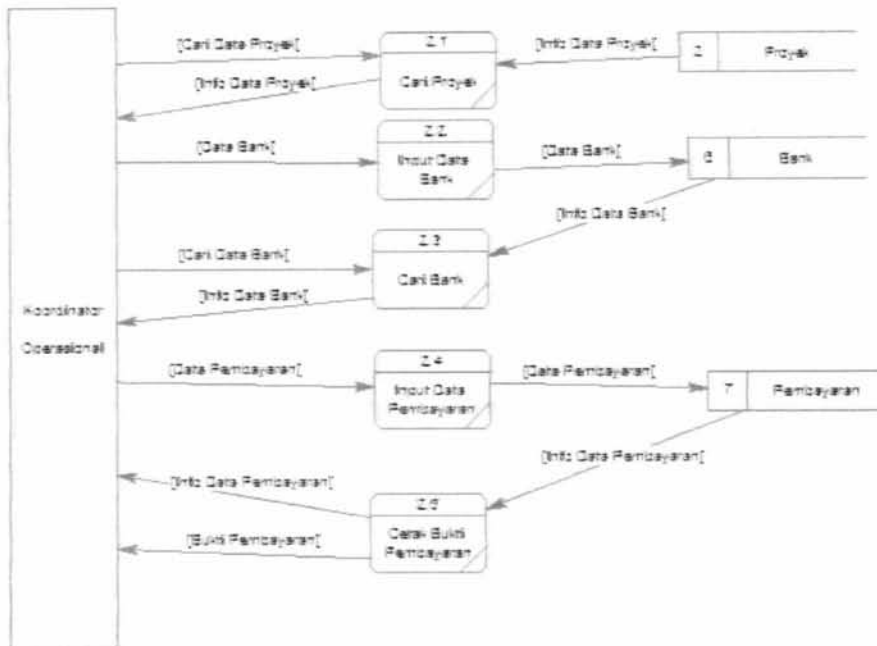 [Cari Data Proyek[
2.1
[Info Data Proyek[
2
Proyek
[Info Data Proyek[
Cari Proyek
2.2
[Data Bank[
Input Data
Bank
[Data Bank[
6
Bank
[Info Data Bank[
2.3
[Cari Data Bank[
Cari Bank
[Info Data Bank[
Koordinator
Operasional
2.4
[Data Pembayaran[
Input Data
Pembayaran
[Data Pembayaran[
7
Pembayaran
[Info Data Pembayaran[
[Info Data Pembayaran[
2.5
Cetak Bukti
Pembayaran
[Bukti Pembayaran[